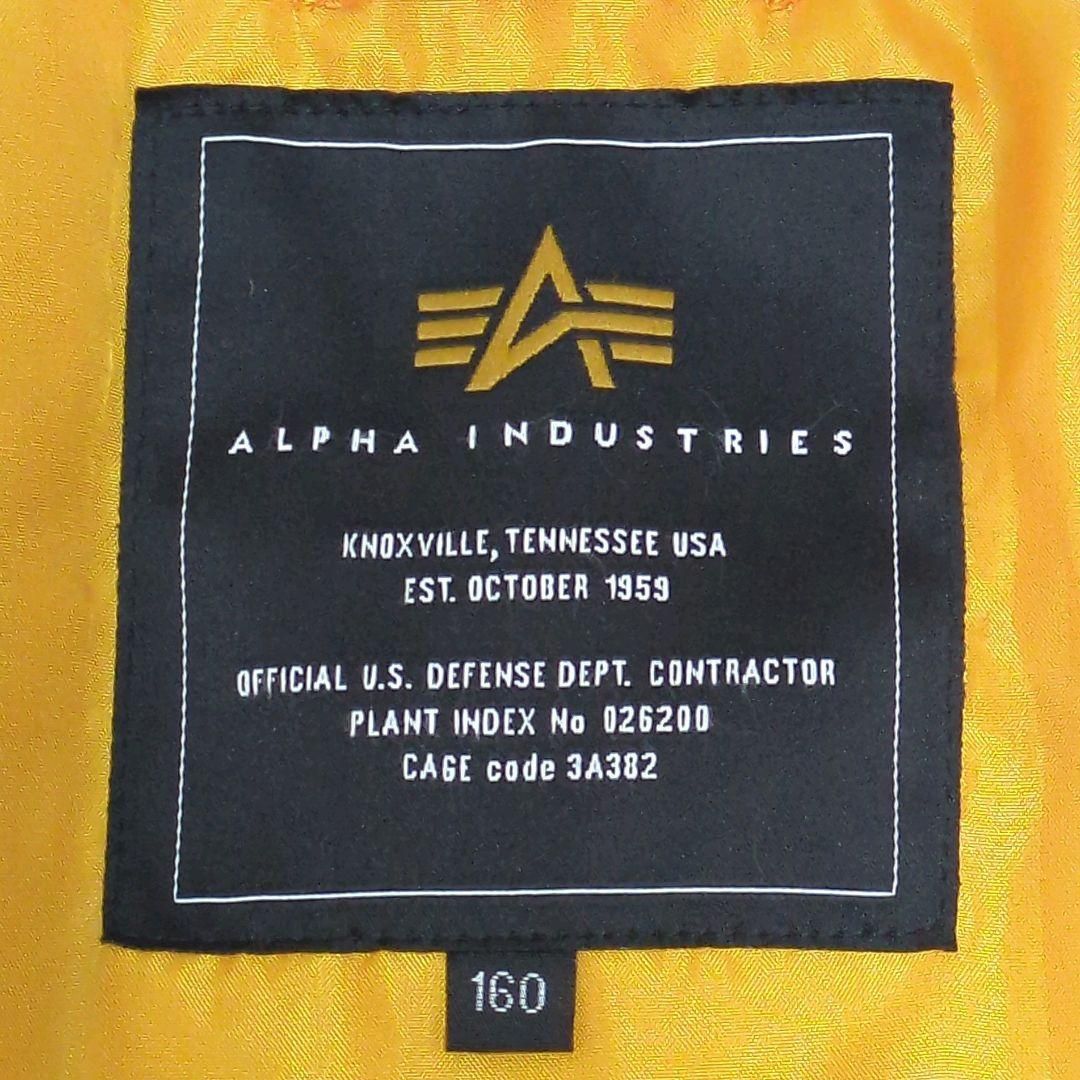 ALPHA INDUSTRIES
KNOXVILLE, TENNESSEE USA
EST. OCTOBER 1959
OFFICIAL U.S. DEFENSE DEPT. CONTRACTOR
PLANT INDEX No 026200
CAGE code 3A382
160